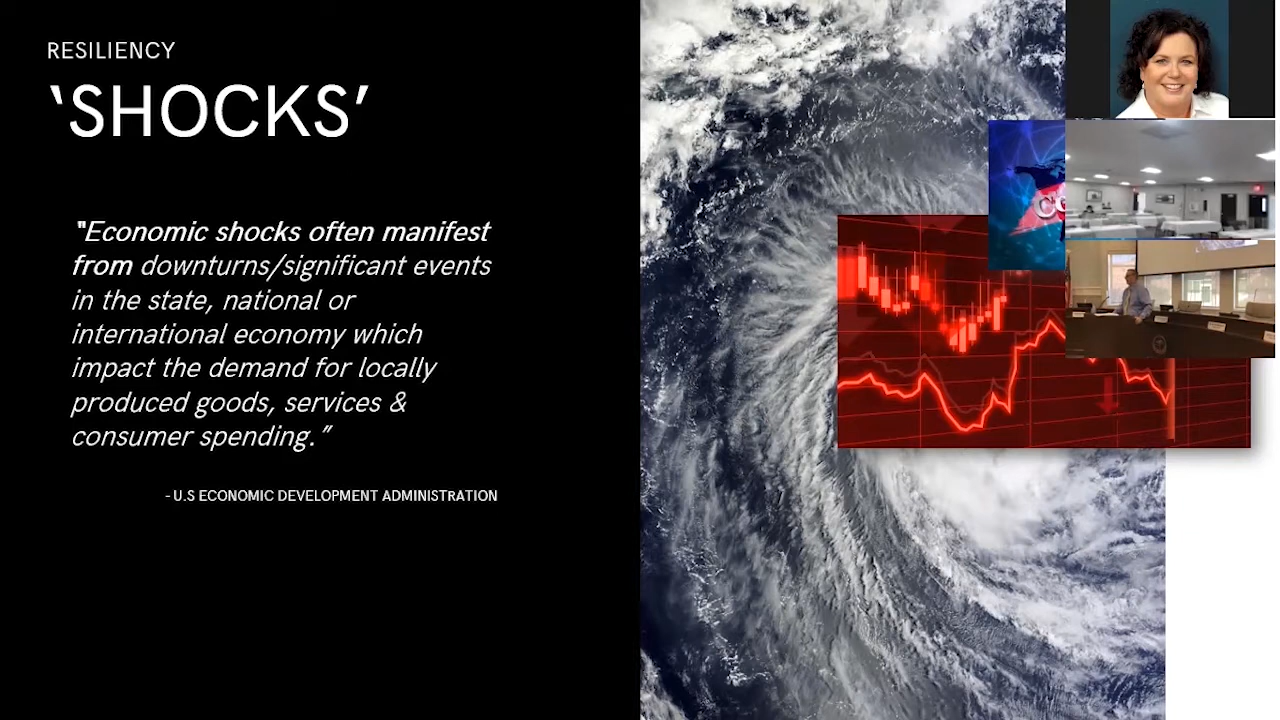 RESILIENCY
‘SHOCKS’
"Economic shocks often manifest
from downturns/significant events
in the state, national or
international economy which
impact the demand for locally
produced goods, services &
consumer spending.”
- U.S ECONOMIC DEVELOPMENT ADMINISTRATION